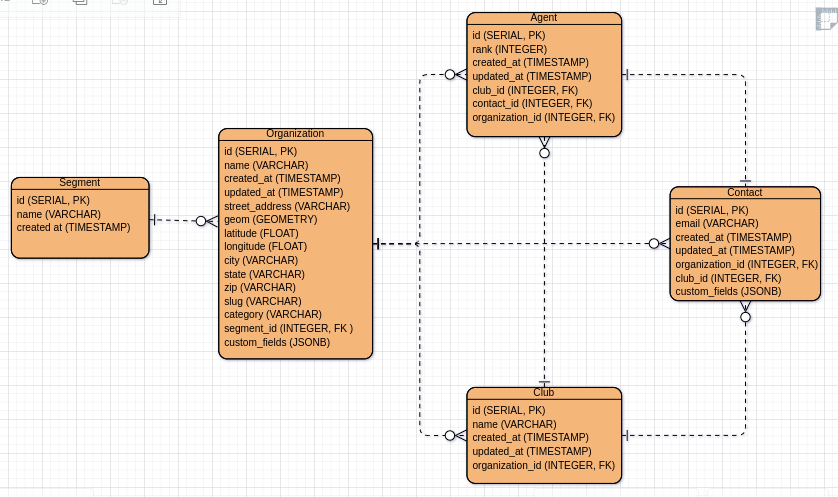 Agent
id (SERIAL, PK)
rank (INTEGER)
created_at (TIMESTAMP)
updated_at (TIMESTAMP)
club_id (INTEGER, FK)
contact_id (INTEGER, FK)
organization_id (INTEGER, FK)
Organization
id (SERIAL, PK)
name (VARCHAR)
created_at (TIMESTAMP)
updated_at (TIMESTAMP)
street_address (VARCHAR)
geom (GEOMETRY)
latitude (FLOAT)
longitude (FLOAT)
city (VARCHAR)
state (VARCHAR)
zip (VARCHAR)
slug (VARCHAR)
category (VARCHAR)
segment_id (INTEGER, FK )
custom_fields (JSONB)
Segment
id (SERIAL, PK)
name (VARCHAR)
created at (TIMESTAMP)
Contact
id (SERIAL, PK)
email (VARCHAR)
created_at (TIMESTAMP)
updated_at (TIMESTAMP)
organization_id (INTEGER, FK)
club_id (INTEGER, FK)
custom_fields (JSONB)
Club
id (SERIAL, PK)
name (VARCHAR)
created_at (TIMESTAMP)
updated_at (TIMESTAMP)
organization_id (INTEGER, FK)